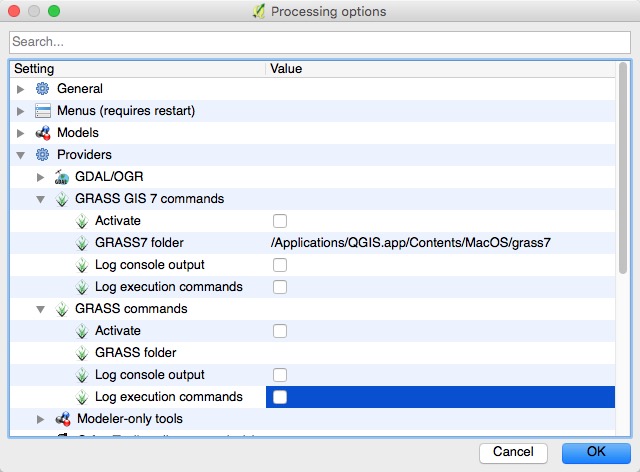 Processing options
Search...
Setting Value
General
Menus (requires restart)
Models
Providers
GDAL/OGR
GRASS GIS 7 commands
Activate
GRASS7 folder /Applications/QGIS.app/Contents/MacOS/grass7
Log console output
Log execution commands
GRASS commands
Activate
GRASS folder
Log console output
Log execution commands
Modeler-only tools
Cancel OK